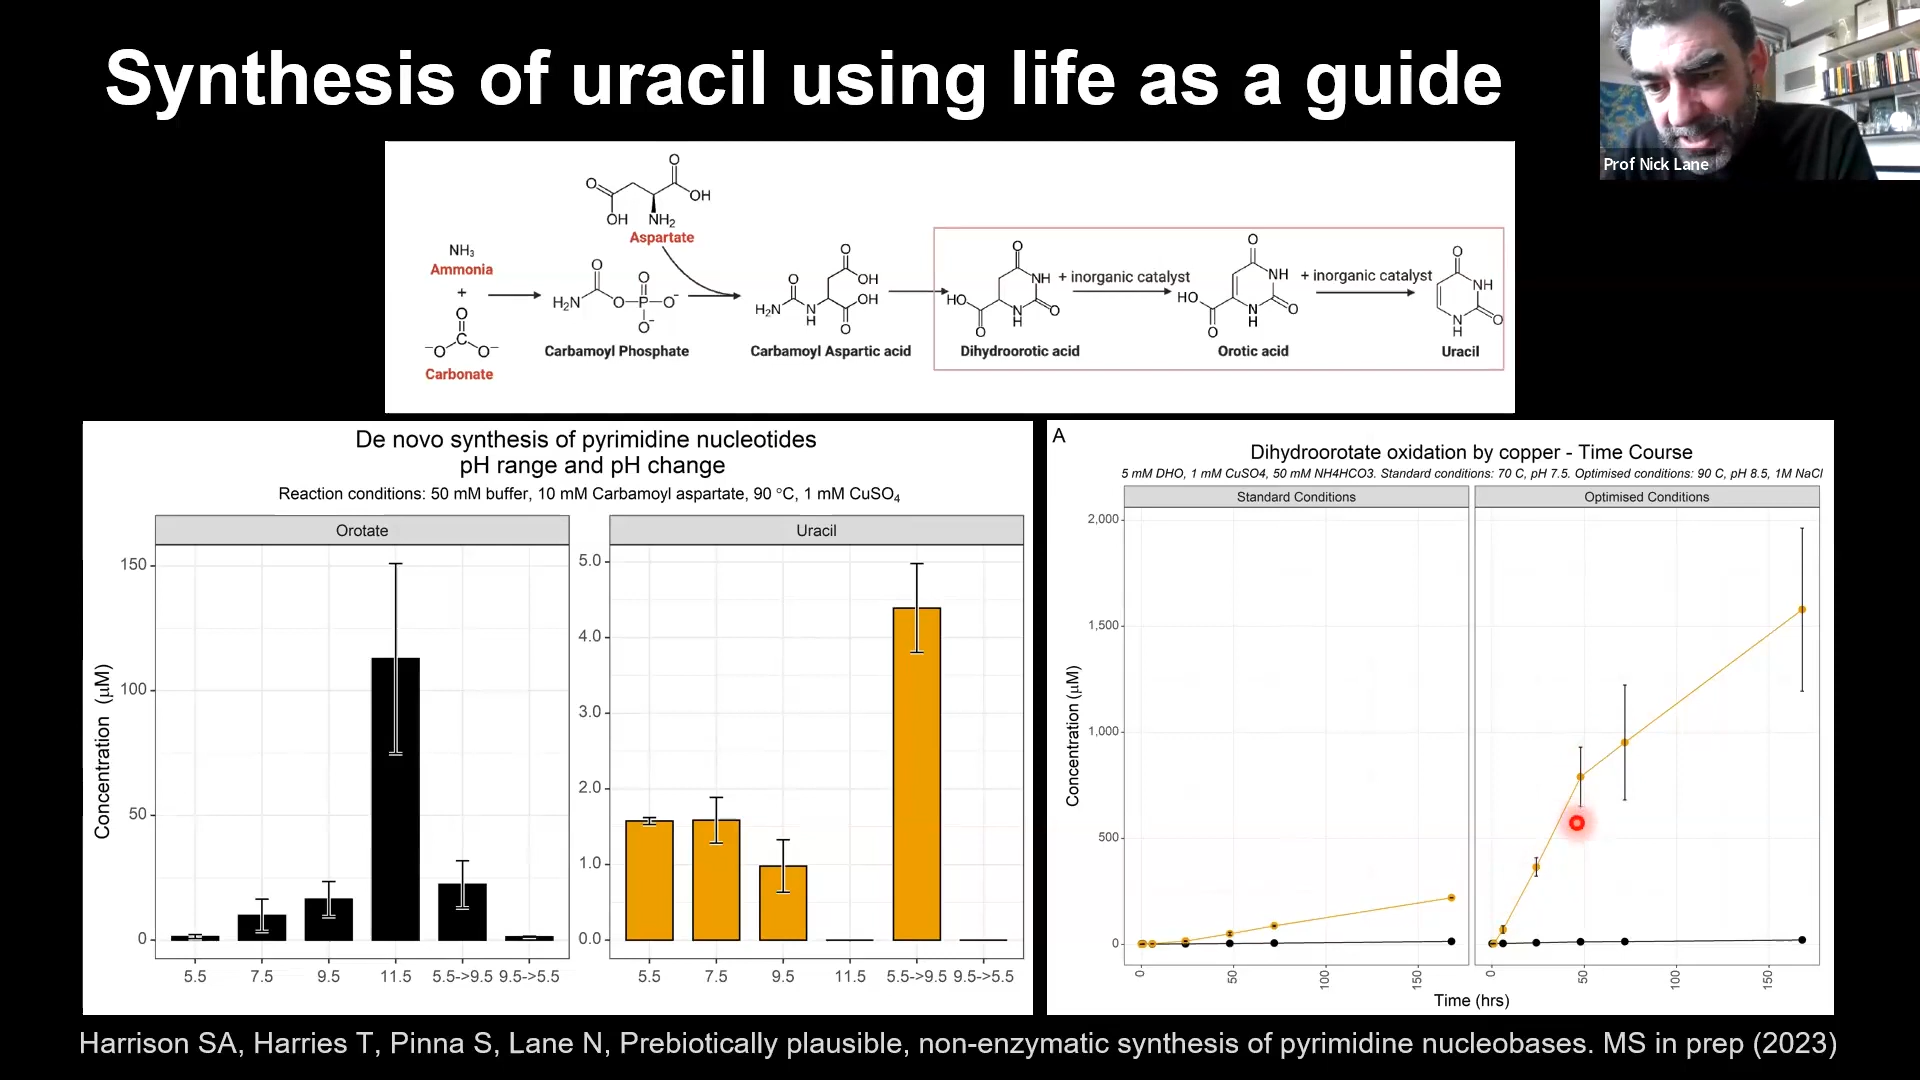 Synthesis of uracil using life as a guide
Prof Nick Lane
O
O
OH
OH
NH₂
Aspartate
NH₃
Ammonia
+
O
C
⁻O O⁻
Carbonate
O
H₂N
O
O
P
O⁻
O⁻
Carbamoyl Phosphate
O
H₂N
N
H
O
OH
OH
O
Carbamoyl Aspartic acid
O
NH
HO
O
N
H
O
Dihydroorotic acid
+ inorganic catalyst
O
NH
HO
O
N
H
O
Orotic acid
+ inorganic catalyst
O
NH
N
H
O
Uracil
De novo synthesis of pyrimidine nucleotides
pH range and pH change
Reaction conditions: 50 mM buffer, 10 mM Carbamoyl aspartate, 90 °C, 1 mM CuSO₄
Orotate
Concentration (µM)
150
100
50
0
5.5 7.5 9.5 11.5 5.5->9.5 9.5->5.5
Uracil
5.0
4.0
3.0
2.0
1.0
0.0
5.5 7.5 9.5 11.5 5.5->9.5 9.5->5.5
A
Dihydroorotate oxidation by copper - Time Course
5 mM DHO, 1 mM CuSO4, 50 mM NH4HCO3. Standard conditions: 70 C, pH 7.5. Optimised conditions: 90 C, pH 8.5, 1M NaCl
Standard Conditions
Optimised Conditions
Concentration (µM)
2,000
1,500
1,000
500
0
0 50 100 150
0 50 100 150
Time (hrs)
Harrison SA, Harries T, Pinna S, Lane N, Prebiotically plausible, non-enzymatic synthesis of pyrimidine nucleobases. MS in prep (2023)